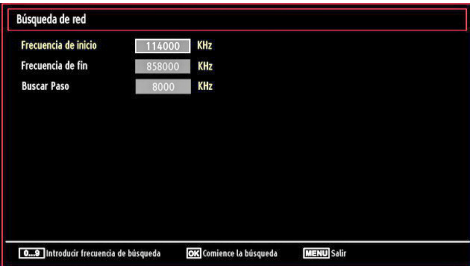 Búsqueda de red
Frecuencia de inicio 114000 KHz
Frecuencia de fin 858000 KHz
Buscar Paso 8000 KHz
0...9 Introducir frecuencia de búsqueda OK Comience la búsqueda MENU Salir